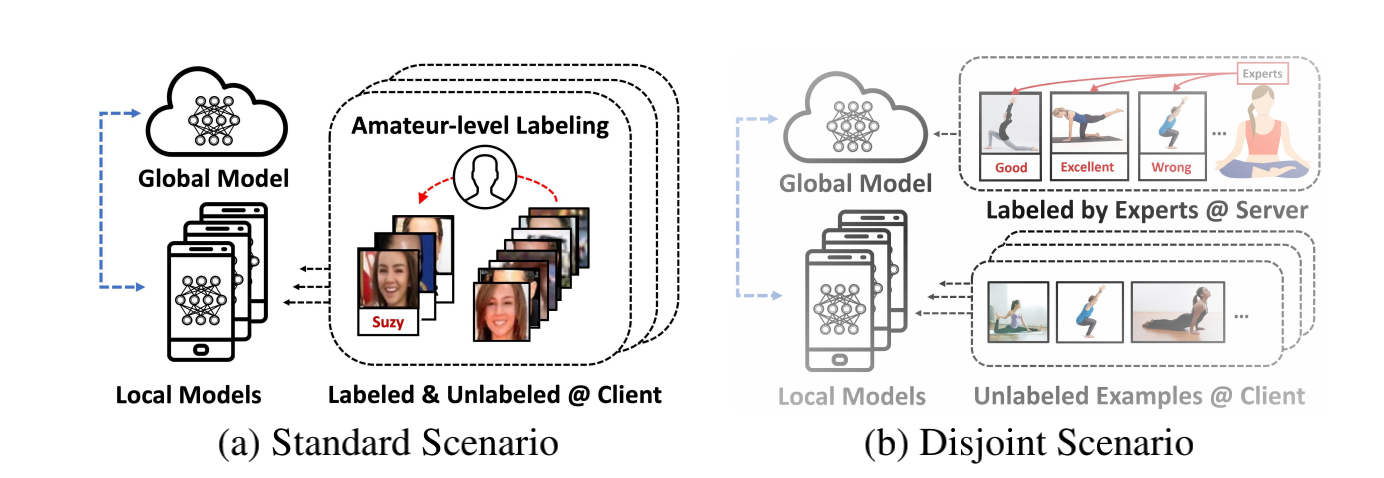 Amateur-level Labeling
Global Model
Suzy
Local Models
Labeled & Unlabeled @ Client
(a) Standard Scenario
Experts
Good
Excellent
Wrong
...
Global Model
Labeled by Experts @ Server
...
Local Models
Unlabeled Examples @ Client
(b) Disjoint Scenario